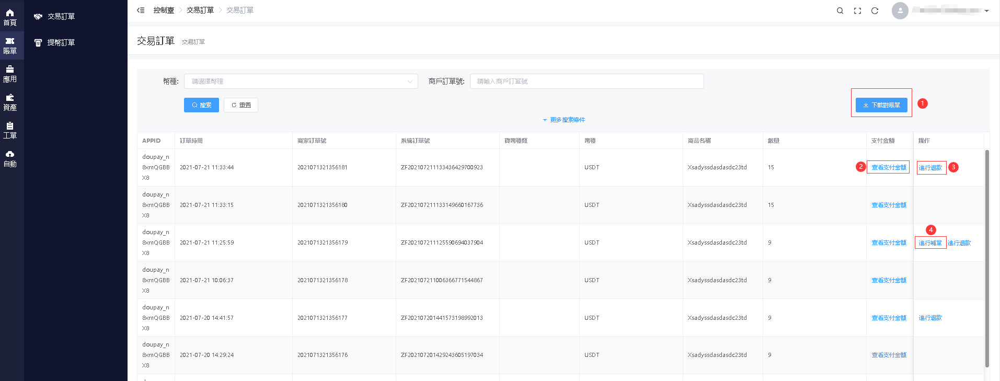 首頁
賬單
應用
資產
工單
自動
交易訂單
提幣訂單
控制臺 交易訂單 交易訂單
交易訂單 交易訂單
幣種: 請選擇幣種 商戶訂單號: 請輸入商戶訂單號
搜索 重置 下載對賬單 1
更多搜索條件
APPID 訂單時間 商家訂單號 系統訂單號 貨幣種類 幣種 商品名稱 數量 支付金額 操作
doupay_n
8xmQGBB
X8
2021-07-21 11:33:44 2021071321356181 ZF202107211133436429700923 USDT Xsadyssdasdasdc23td 15 2 查看支付金額 進行退款 3
doupay_n
8xmQGBB
X8
2021-07-21 11:33:15 2021071321356180 ZF202107211133149660167736 USDT Xsadyssdasdasdc23td 15 查看支付金額
4
doupay_n
8xmQGBB
X8
2021-07-21 11:25:59 2021071321356179 ZF202107211125590694037904 USDT Xsadyssdasdasdc23td 9 查看支付金額 進行補單 進行退款
doupay_n
8xmQGBB
X8
2021-07-21 10:06:37 2021071321356178 ZF202107211006366771544867 USDT Xsadyssdasdasdc23td 9 查看支付金額
doupay_n
8xmQGBB
X8
2021-07-20 14:41:57 2021071321356177 ZF202107201441573198992013 USDT Xsadyssdasdasdc23td 9 查看支付金額 進行退款
doupay_n
8xmQGBB
X8
2021-07-20 14:29:24 2021071321356176 ZF202107201429243605197034 USDT Xsadyssdasdasdc23td 9 查看支付金額